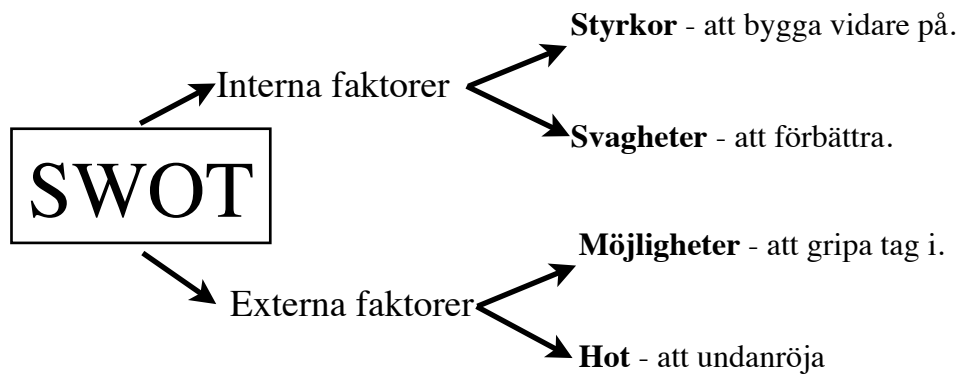 Styrkor - att bygga vidare på.
Interna faktorer
Svagheter - att förbättra.
SWOT
Möjligheter - att gripa tag i.
Externa faktorer
Hot - att undanröja